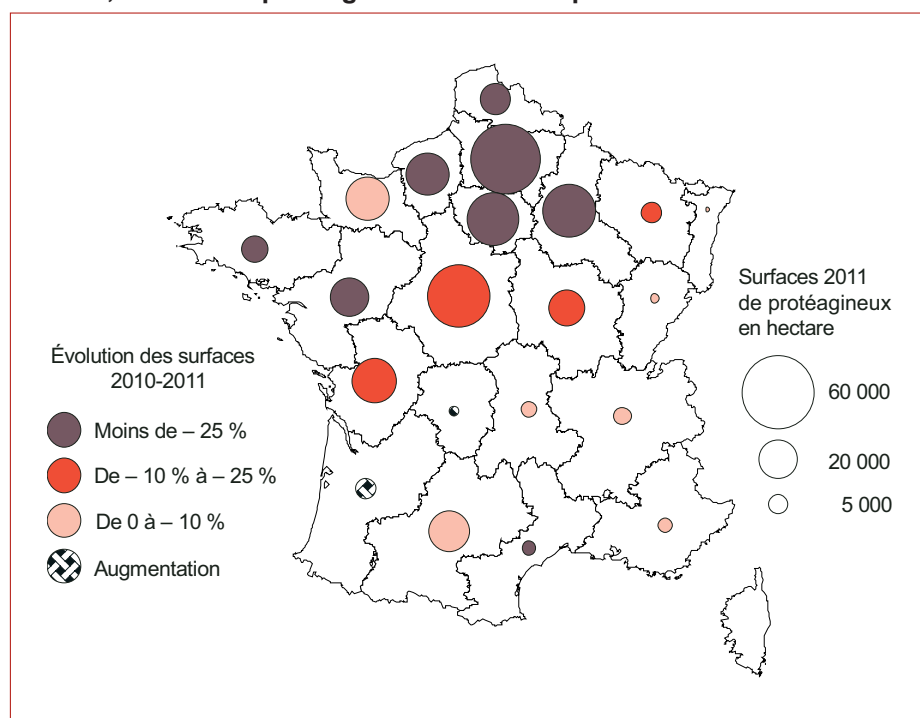 Surfaces 2011
de protéagineux
en hectare
60 000
20 000
5 000
Évolution des surfaces
2010-2011
Moins de – 25 %
De – 10 % à – 25 %
De 0 à – 10 %
Augmentation